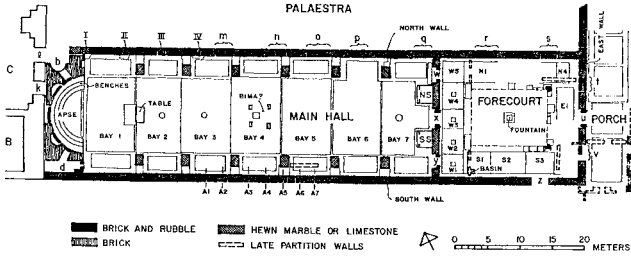 PALAESTRA
I II III IV m n o p q r s
NORTH WALL
EAST WALL
C l b W5 N1 N4
k BENCHES TABLE BIMA? NS W4 FORECOURT E1 t
APSE MAIN HALL x W3 FOUNTAIN u PORCH
B BAY 1 BAY 2 BAY 3 BAY 4 BAY 5 BAY 6 BAY 7 SS W2 S1 S2 S3 V
d y W1 BASIN Z
A1 A2 A3 A4 A5 A6 A7 SOUTH WALL
BRICK AND RUBBLE
BRICK
HEWN MARBLE OR LIMESTONE
LATE PARTITION WALLS
0 5 10 15 20
METERS